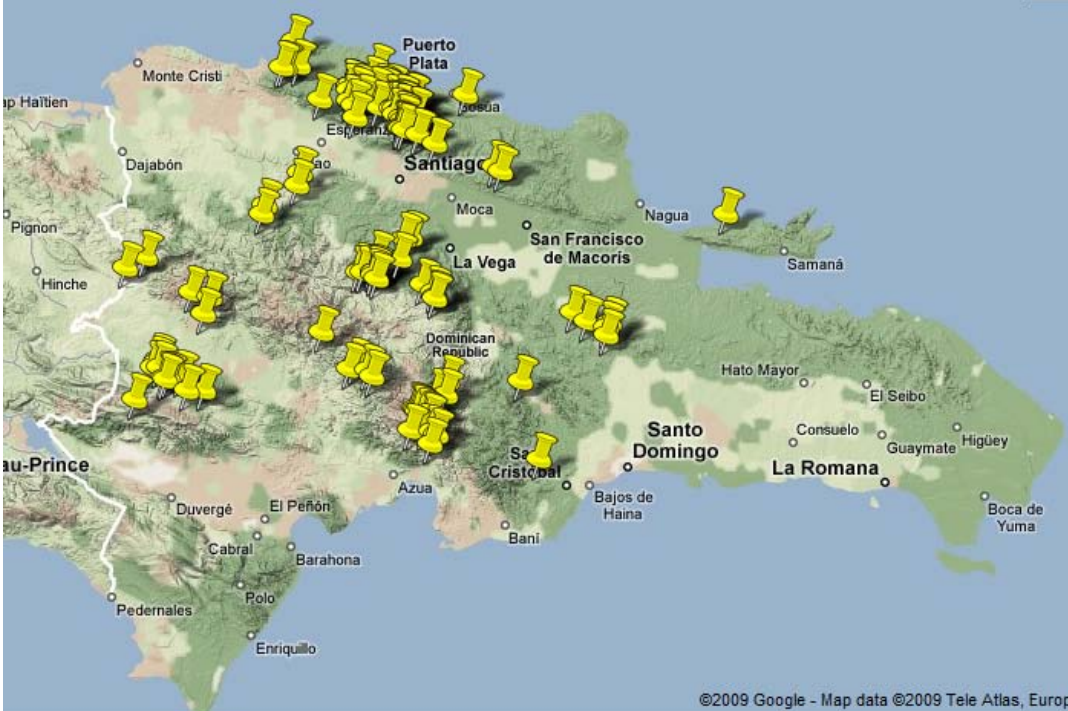 Puerto
Plata
Monte Cristi
ap Haïtien
Esperanz
Dajabón
ao
Santiago
Moca
Pignon
Nagua
San Francisco
de Macorís
La Vega
Samaná
Hinche
Dominican
Republic
Hato Mayor
El Seibo
Consuelo
Santo
Domingo
Guaymate
Higüey
au-Prince
La Romana
Azua
Cristobal
Bajos de
Haina
Duvergé
El Peñón
Boca de
Yuma
Baní
Cabral
Barahona
Polo
Pedernales
Enriquillo
©2009 Google - Map data ©2009 Tele Atlas, Europ